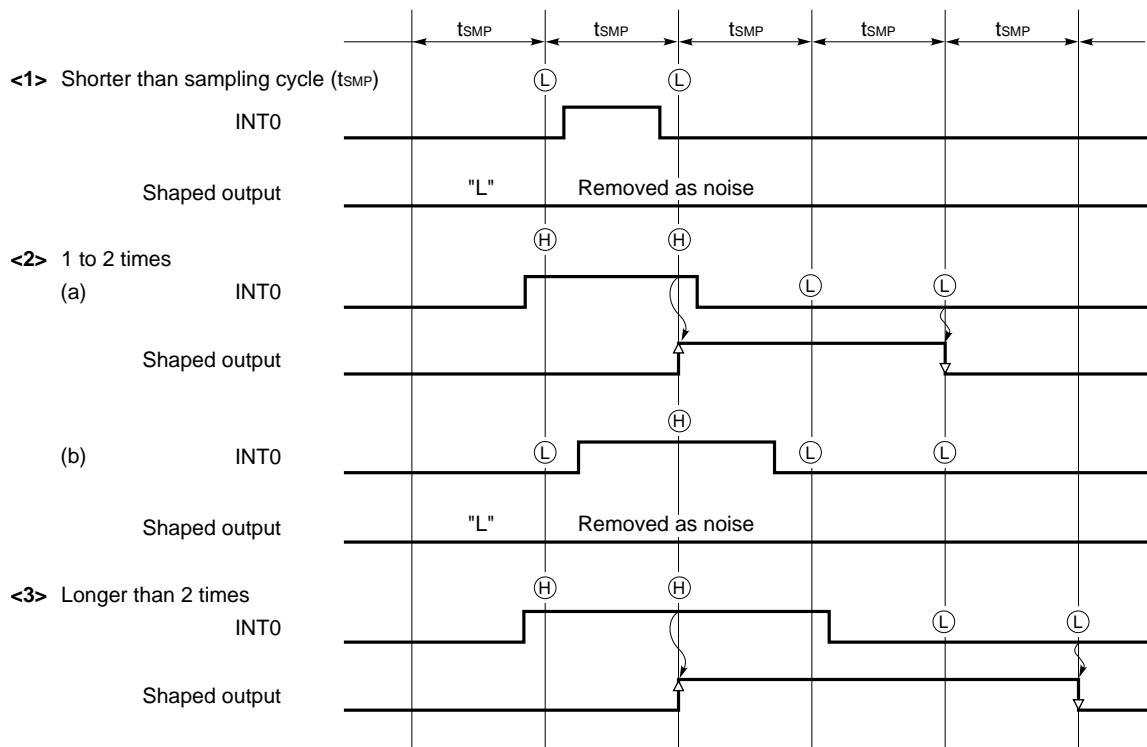 tSMP tSMP tSMP tSMP tSMP
<1> Shorter than sampling cycle (tSMP)
L L
INT0
"L" Removed as noise
Shaped output
H H
<2> 1 to 2 times
(a) INT0 L L
Shaped output
H
(b) INT0 L L L
"L" Removed as noise
Shaped output
H H
<3> Longer than 2 times
INT0 L L
Shaped output